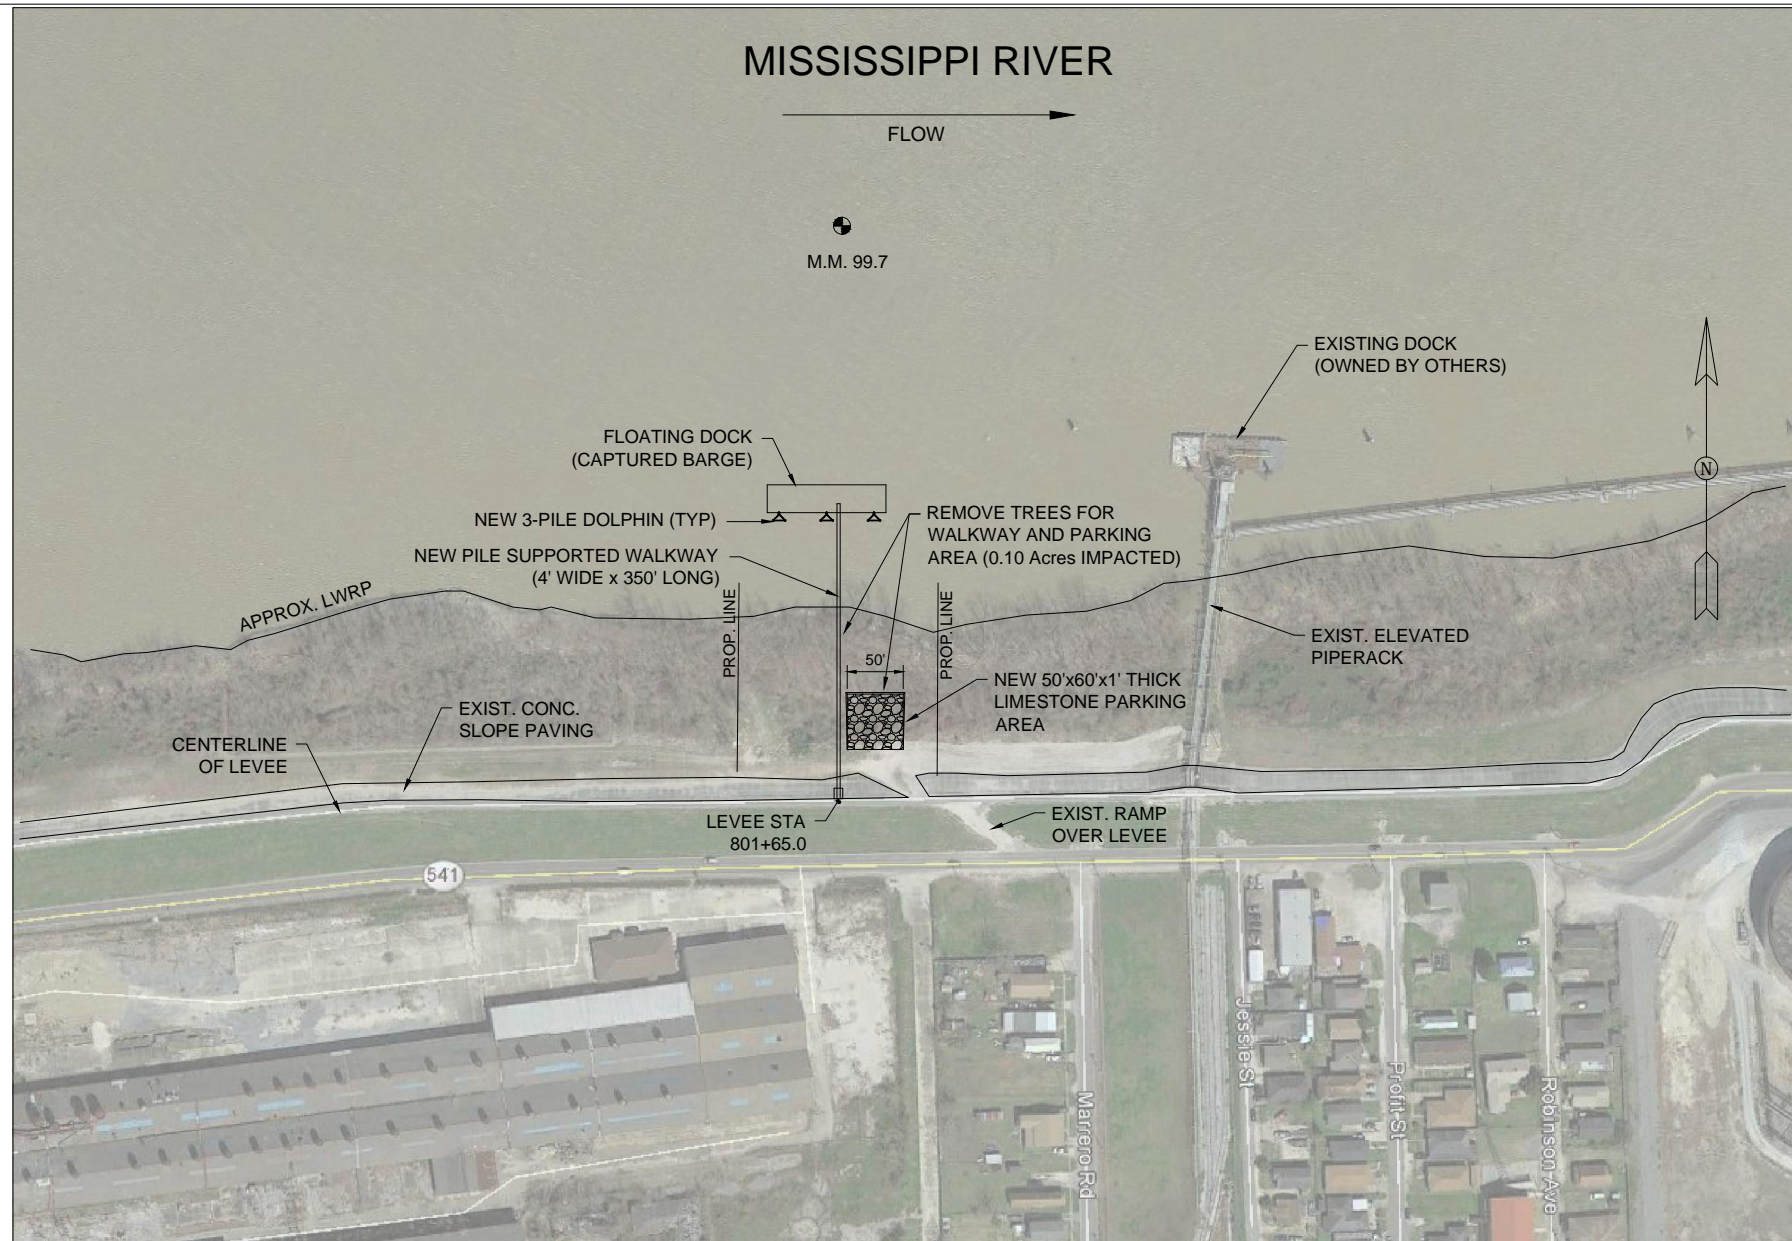 MISSISSIPPI RIVER
FLOW
M.M. 99.7
EXISTING DOCK
(OWNED BY OTHERS)
FLOATING DOCK
(CAPTURED BARGE)
N
NEW 3-PILE DOLPHIN (TYP)
REMOVE TREES FOR
WALKWAY AND PARKING
AREA (0.10 Acres IMPACTED)
NEW PILE SUPPORTED WALKWAY
(4' WIDE x 350' LONG)
APPROX. LWRP
PROP. LINE
PROP. LINE
EXIST. ELEVATED
PIPERACK
50'
NEW 50'x60'x1' THICK
LIMESTONE PARKING
AREA
EXIST. CONC.
SLOPE PAVING
CENTERLINE
OF LEVEE
LEVEE STA
801+65.0
EXIST. RAMP
OVER LEVEE
541
Jessie St
Profit St
Robinson Ave
Marrero Rd